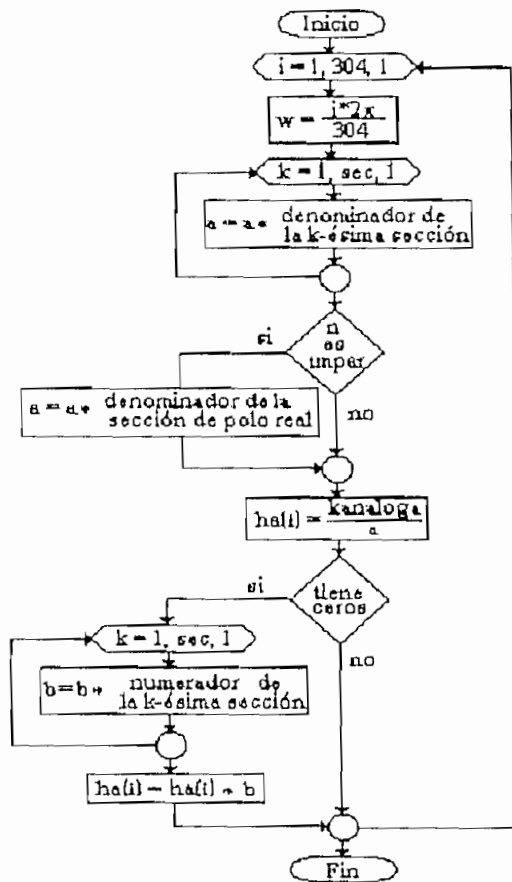 Inicio
i = 1, 304, 1
w = i*2π
304
k = 1, sec, 1
a = a* denominador de
la k-ésima sección
n
es
impar
si
no
a = a* denominador de la
sección de polo real
ha(i) = kanaloga
a
tiene
ceros
si
no
k = 1, sec, 1
b=b* numerador de
la k-ésima sección
ha(i) = ha(i) * b
Fin